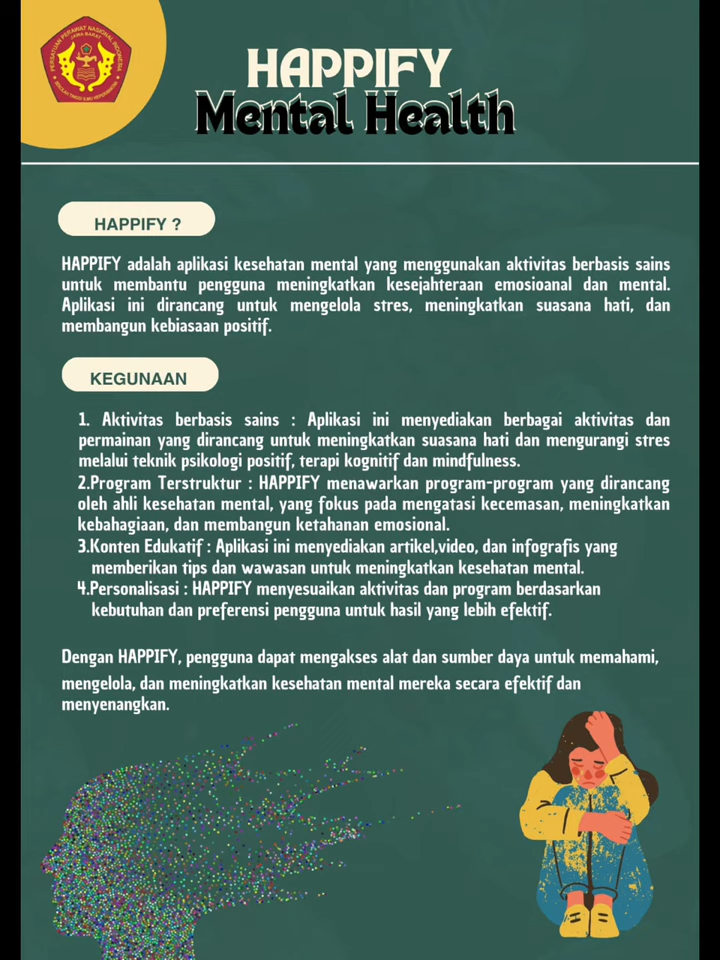 PERSATUAN PERAWAT NASIONAL INDONESIA
JAWA BARAT
HAPPIFY
Mental Health
HAPPIFY ?
HAPPIFY adalah aplikasi kesehatan mental yang menggunakan aktivitas berbasis sains
untuk membantu pengguna meningkatkan kesejahteraan emosioanal dan mental.
Aplikasi ini dirancang untuk mengelola stres, meningkatkan suasana hati, dan
membangun kebiasaan positif.
KEGUNAAN
1. Aktivitas berbasis sains : Aplikasi ini menyediakan berbagai aktivitas dan
permainan yang dirancang untuk meningkatkan suasana hati dan mengurangi stres
melalui teknik psikologi positif, terapi kognitif dan mindfulness.
2.Program Terstruktur : HAPPIFY menawarkan program-program yang dirancang
oleh ahli kesehatan mental, yang fokus pada mengatasi kecemasan, meningkatkan
kebahagiaan, dan membangun ketahanan emosional.
3.Konten Edukatif : Aplikasi ini menyediakan artikel,video, dan infografis yang
memberikan tips dan wawasan untuk meningkatkan kesehatan mental.
4.Personalisasi : HAPPIFY menyesuaikan aktivitas dan program berdasarkan
kebutuhan dan preferensi pengguna untuk hasil yang lebih efektif.
Dengan HAPPIFY, pengguna dapat mengakses alat dan sumber daya untuk memahami,
mengelola, dan meningkatkan kesehatan mental mereka secara efektif dan
menyenangkan.